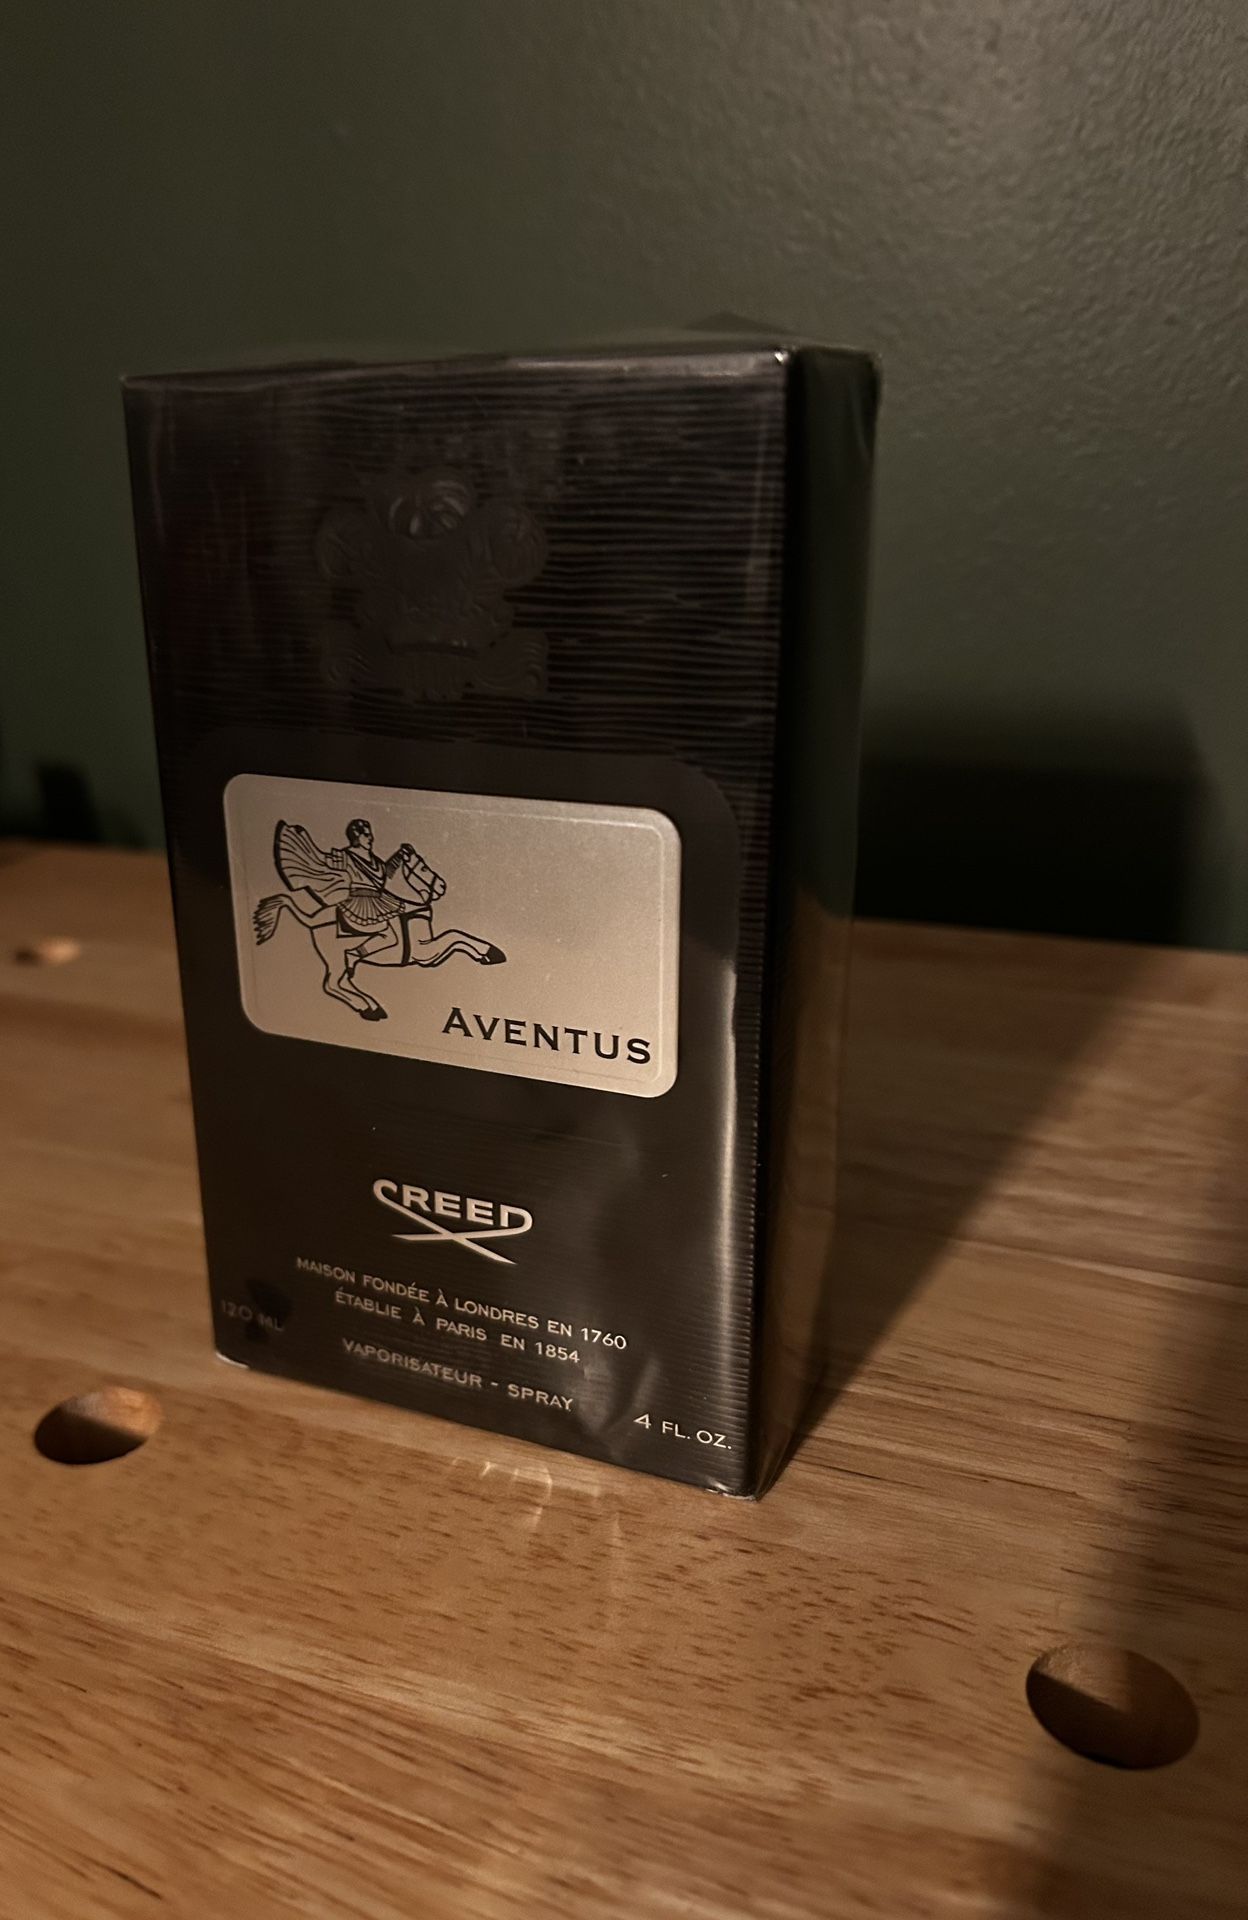 AVENTUS
CREED
MAISON FONDÉE À LONDRES EN 1760
ÉTABLIE À PARIS EN 1854
120 ML
VAPORISATEUR - SPRAY
4 FL. OZ.